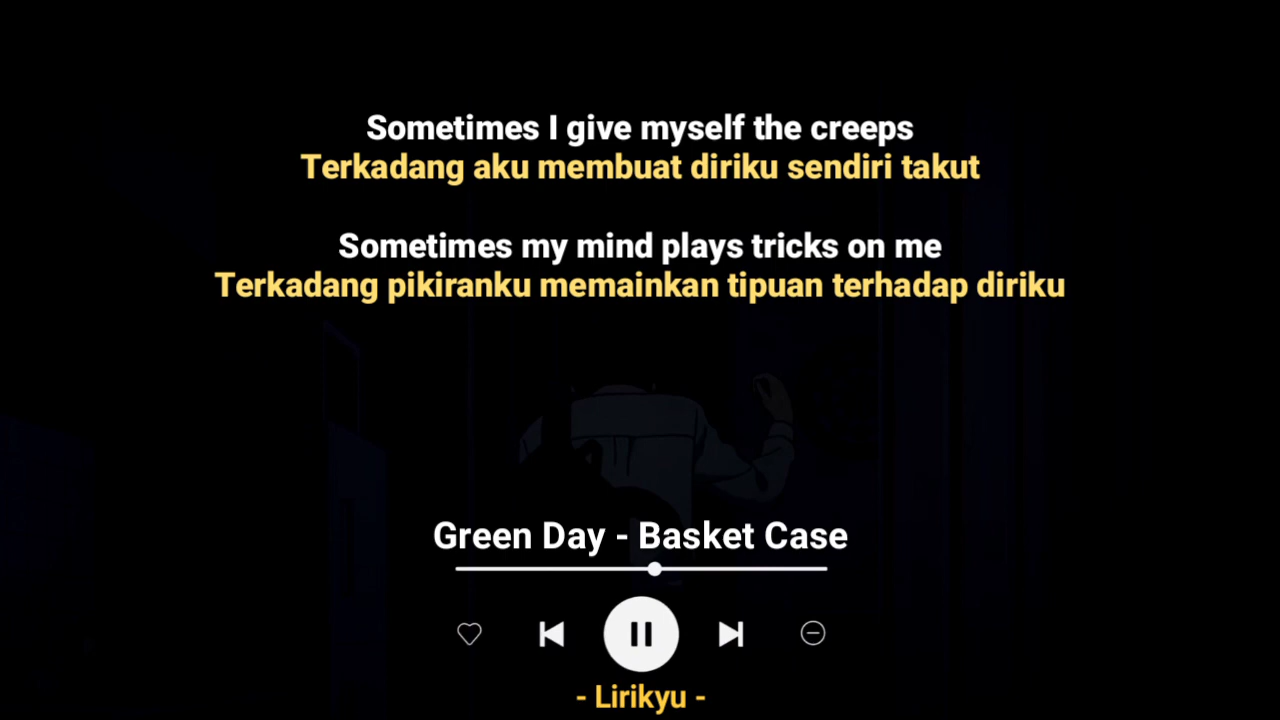 Sometimes I give myself the creeps
Terkadang aku membuat diriku sendiri takut
Sometimes my mind plays tricks on me
Terkadang pikiranku memainkan tipuan terhadap diriku
Green Day - Basket Case
- Lirikyu -